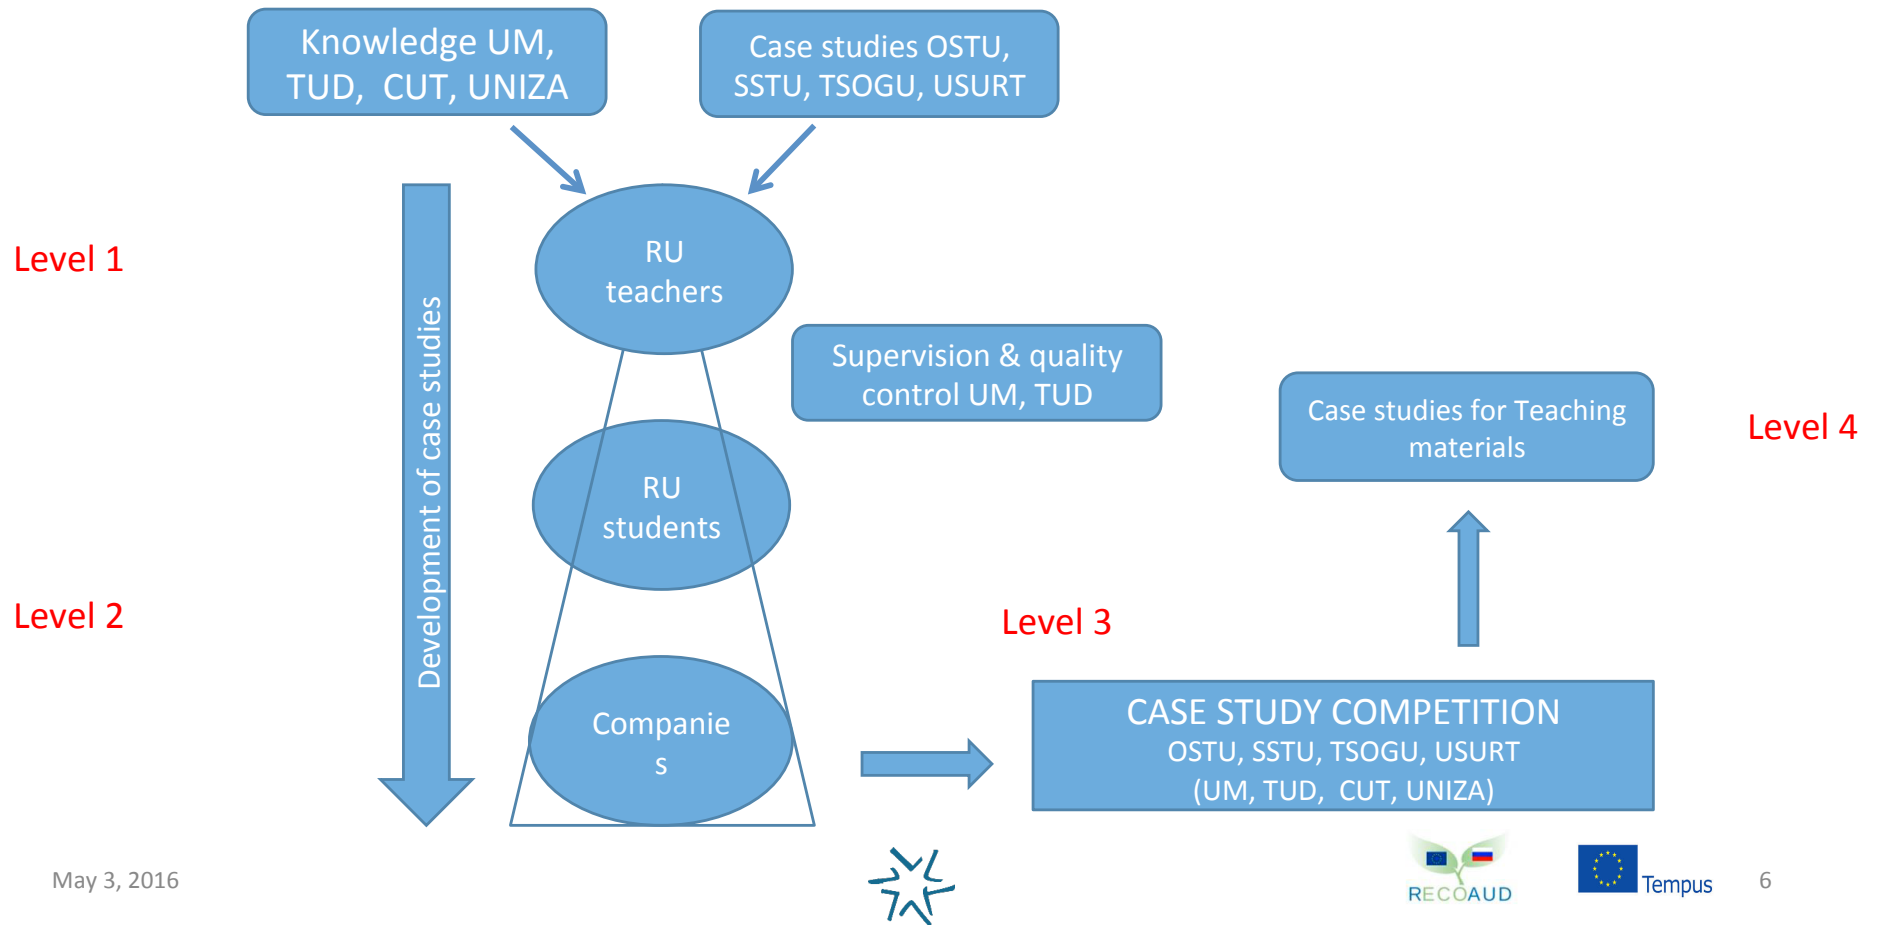 Knowledge UM,
TUD, CUT, UNIZA
Case studies OSTU,
SSTU, TSOGU, USURT
Level 1
RU
teachers
Development of case studies
Supervision & quality
control UM, TUD
Case studies for Teaching
materials
Level 4
RU
students
Level 2
Level 3
Companie
s
CASE STUDY COMPETITION
OSTU, SSTU, TSOGU, USURT
(UM, TUD, CUT, UNIZA)
May 3, 2016
RECOAUD
Tempus
6